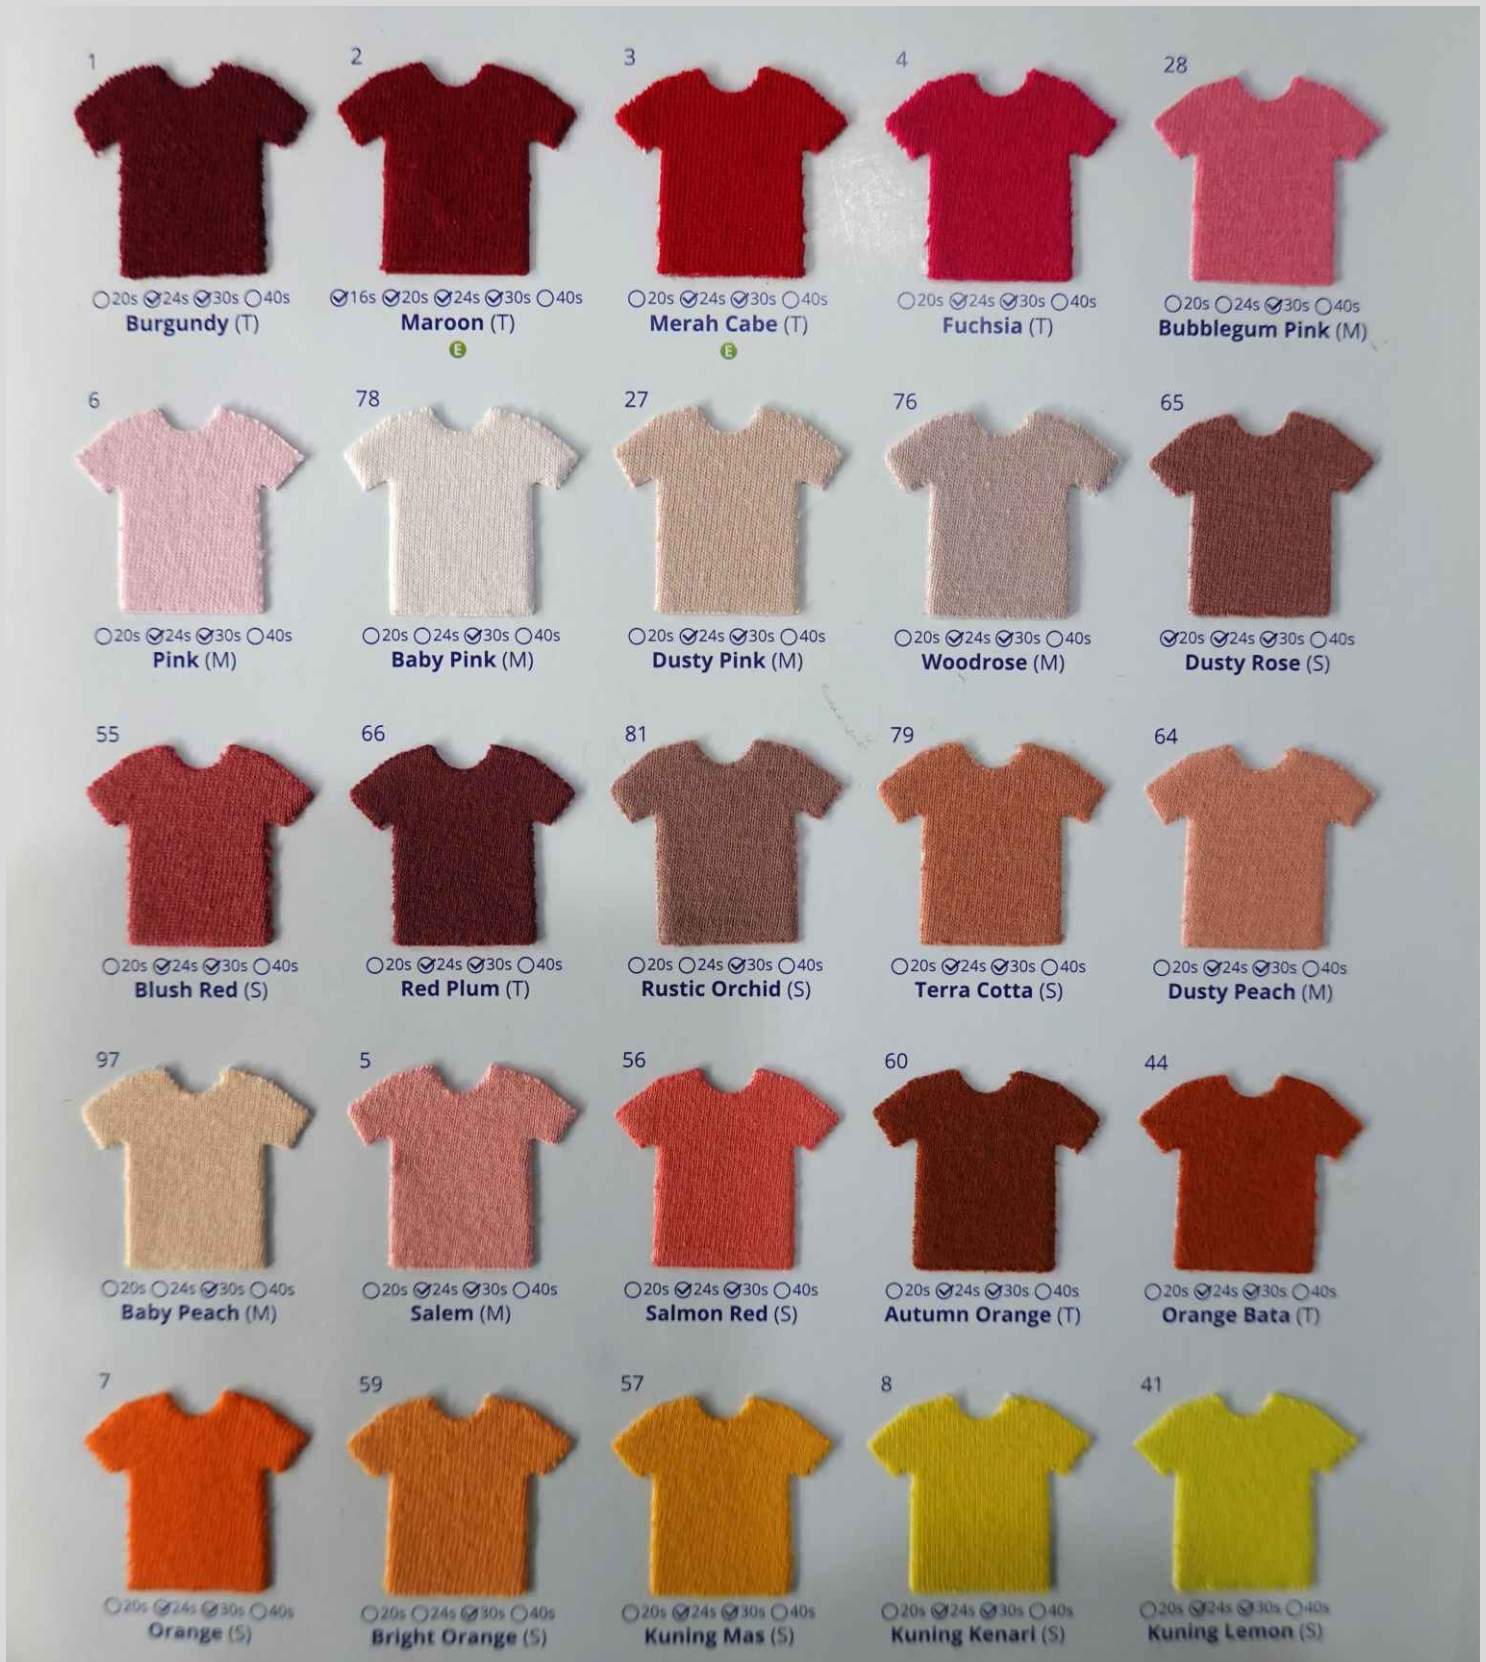 1 2 3 4 28
○20s ✓24s ✓30s ○40s ✓16s ✓20s ✓24s ✓30s ○40s ○20s ✓24s ✓30s ○40s ○20s ✓24s ✓30s ○40s ○20s ○24s ✓30s ○40s
Burgundy (T) Maroon (T) Merah Cabe (T) Fuchsia (T) Bubblegum Pink (M)
E E
6 78 27 76 65
○20s ✓24s ✓30s ○40s ○20s ○24s ✓30s ○40s ○20s ✓24s ✓30s ○40s ○20s ✓24s ✓30s ○40s ✓20s ✓24s ✓30s ○40s
Pink (M) Baby Pink (M) Dusty Pink (M) Woodrose (M) Dusty Rose (S)
55 66 81 79 64
○20s ✓24s ✓30s ○40s ○20s ✓24s ✓30s ○40s ○20s ○24s ✓30s ○40s ○20s ✓24s ✓30s ○40s ○20s ✓24s ✓30s ○40s
Blush Red (S) Red Plum (T) Rustic Orchid (S) Terra Cotta (S) Dusty Peach (M)
97 5 56 60 44
○20s ○24s ✓30s ○40s ○20s ✓24s ✓30s ○40s ○20s ✓24s ✓30s ○40s ○20s ✓24s ✓30s ○40s ○20s ✓24s ✓30s ○40s
Baby Peach (M) Salem (M) Salmon Red (S) Autumn Orange (T) Orange Bata (T)
7 59 57 8 41
○20s ✓24s ✓30s ○40s ○20s ○24s ✓30s ○40s ○20s ✓24s ✓30s ○40s ○20s ✓24s ✓30s ○40s ○20s ✓24s ✓30s ○40s
Orange (S) Bright Orange (S) Kuning Mas (S) Kuning Kenari (S) Kuning Lemon (S)